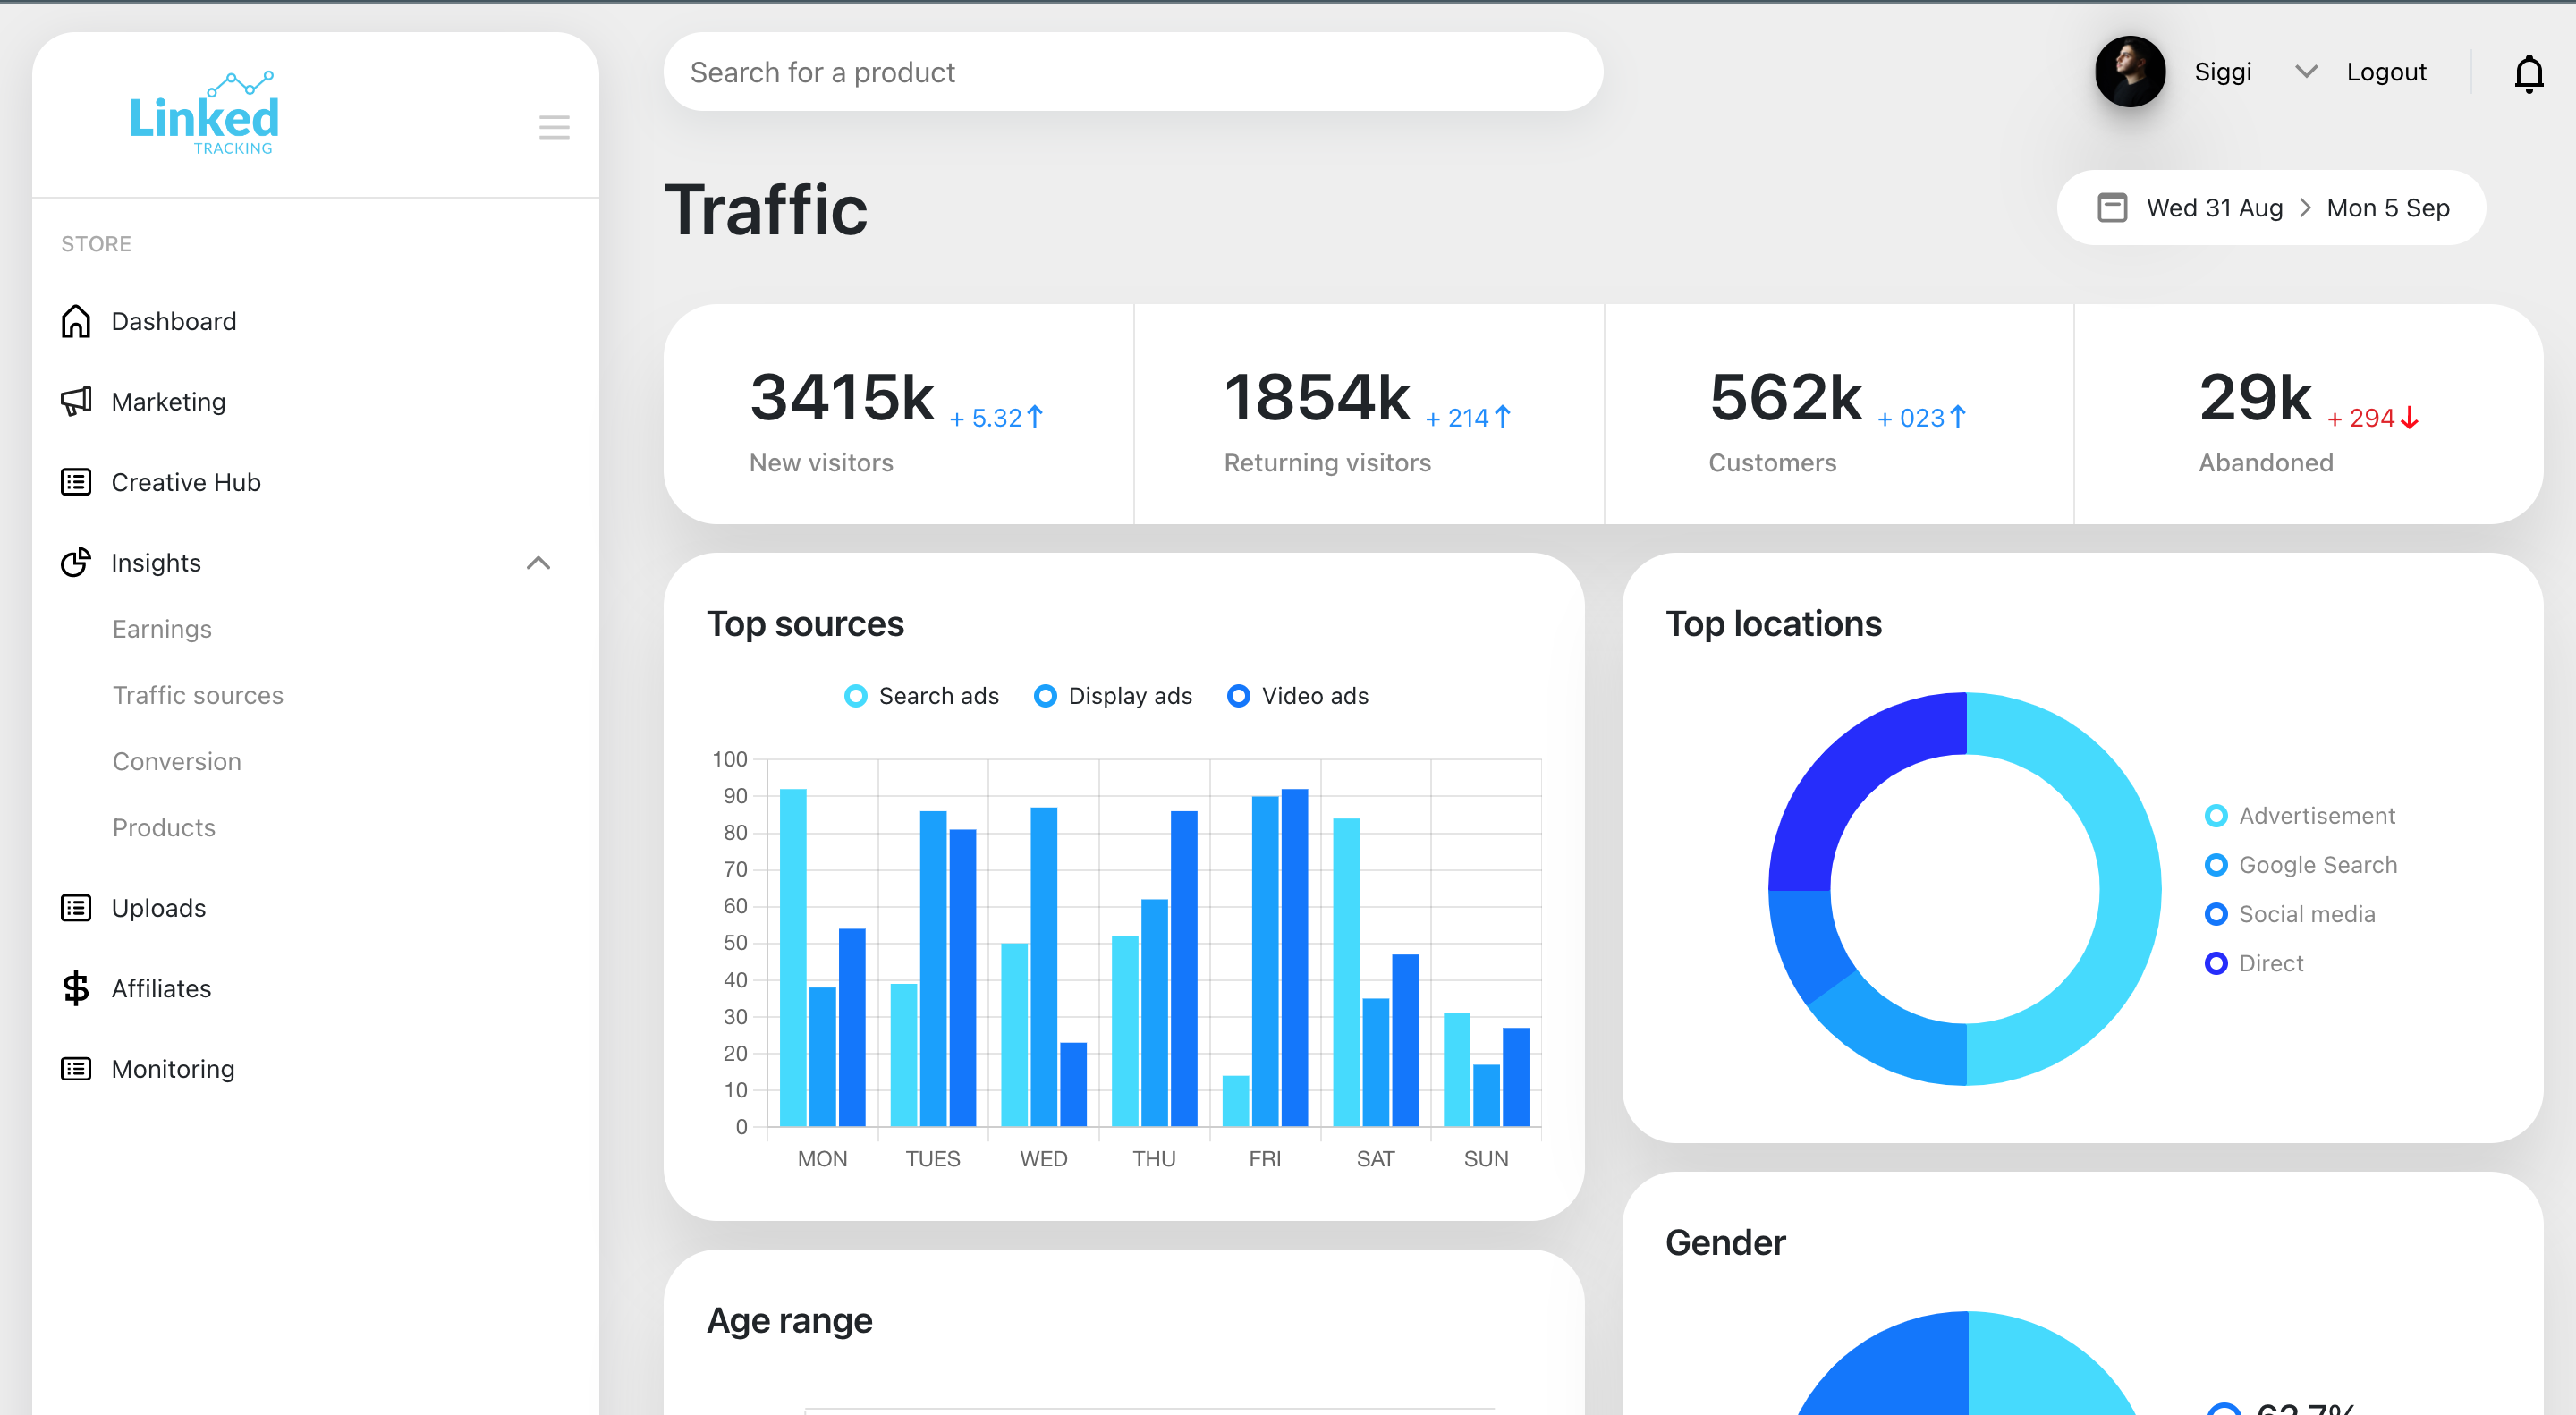 Linked
TRACKING
STORE
Dashboard
Marketing
Creative Hub
Insights
Earnings
Traffic sources
Conversion
Products
Uploads
Affiliates
Monitoring
Search for a product
Siggi
Logout
Traffic
Wed 31 Aug > Mon 5 Sep
3415k + 5.32↑
New visitors
1854k + 214↑
Returning visitors
562k + 023↑
Customers
29k + 294↓
Abandoned
Top sources
Search ads Display ads Video ads
100
90
80
70
60
50
40
30
20
10
0
MON TUES WED THU FRI SAT SUN
Top locations
Advertisement
Google Search
Social media
Direct
Age range
Gender